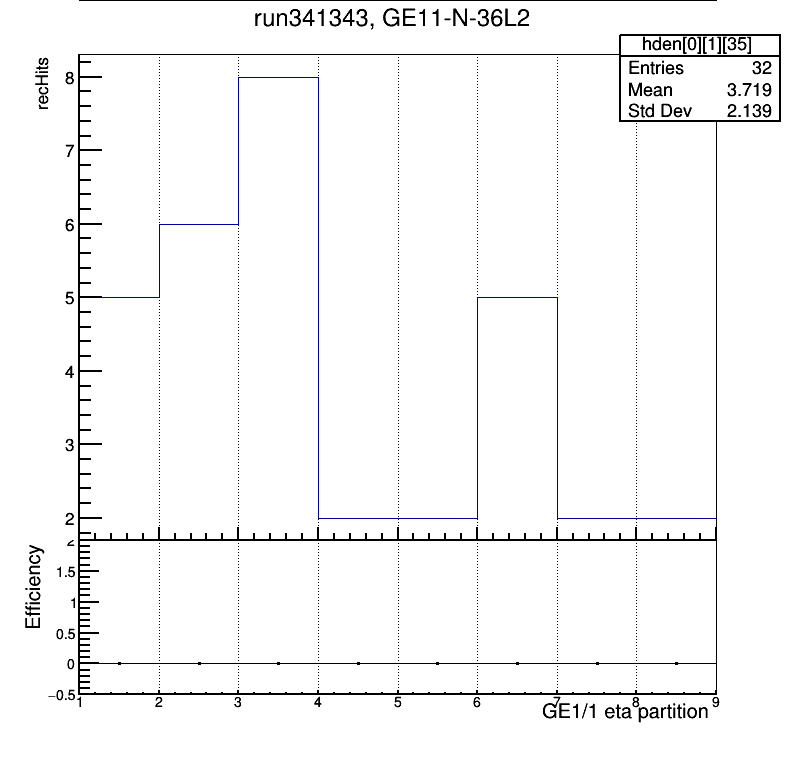 run341343, GE11-N-36L2
hden[0][1][35]
Entries 32
Mean 3.719
Std Dev 2.139
recHits
8
7
6
5
4
3
2
Efficiency
2
1.5
1
0.5
0
−0.5
1 2 3 4 5 6 7 8 9
GE1/1 eta partition